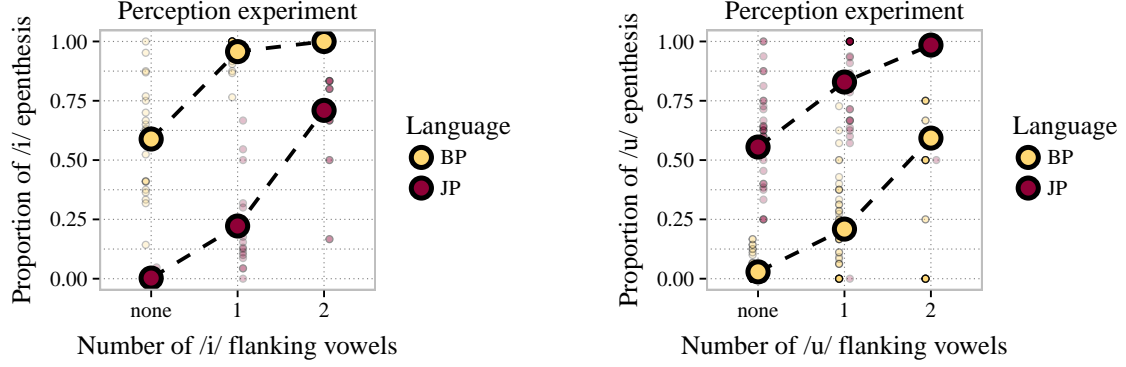 Perception experiment
Proportion of /i/ epenthesis
1.00
0.75
0.50
0.25
0.00
none 1 2
Number of /i/ flanking vowels
Language
BP
JP
Perception experiment
Proportion of /u/ epenthesis
1.00
0.75
0.50
0.25
0.00
none 1 2
Number of /u/ flanking vowels
Language
BP
JP